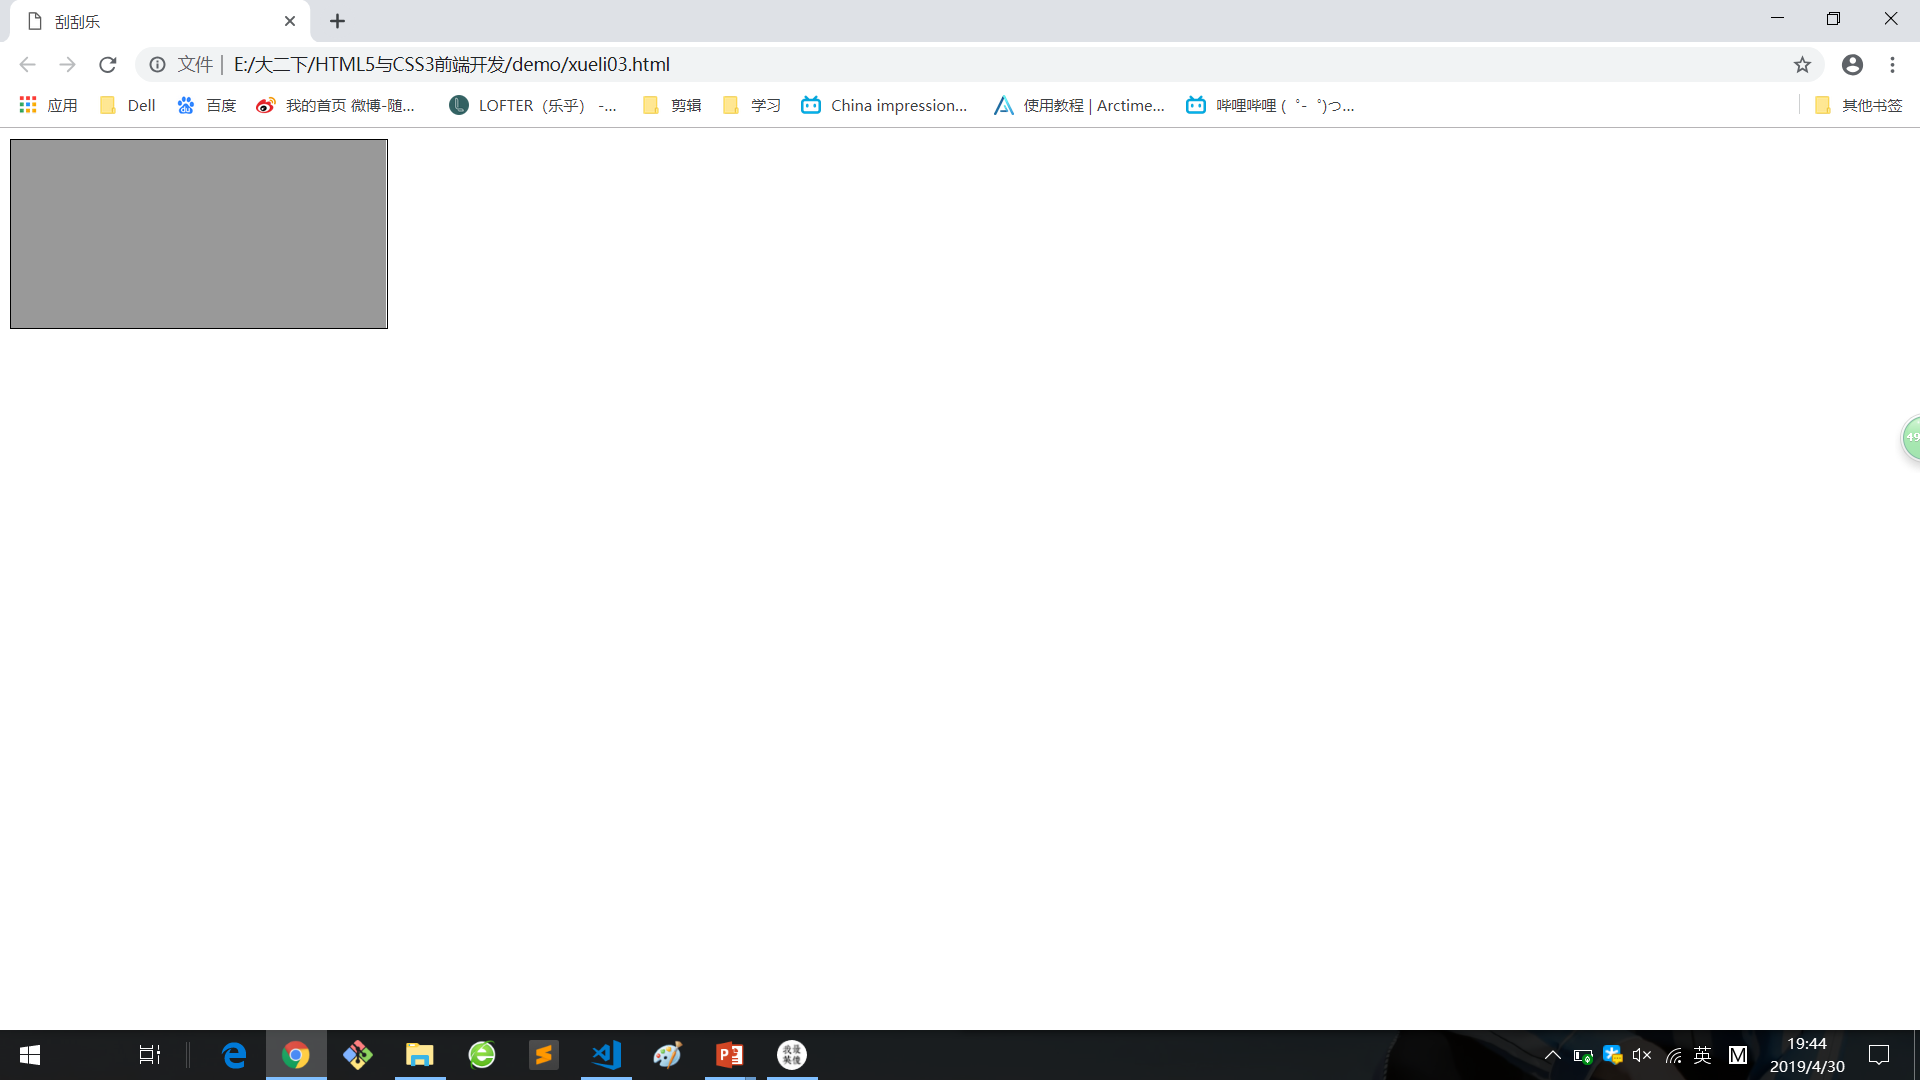 刮刮乐
文件 | E:/大二下/HTML5与CSS3前端开发/demo/xueli03.html
应用 Dell 百度 我的首页 微博-随... LOFTER（乐乎） -... 剪辑 学习 China impression... 使用教程 | Arctime... 哔哩哔哩 ( ゜- ゜)つ... 其他书签
49
英 M
19:44
2019/4/30